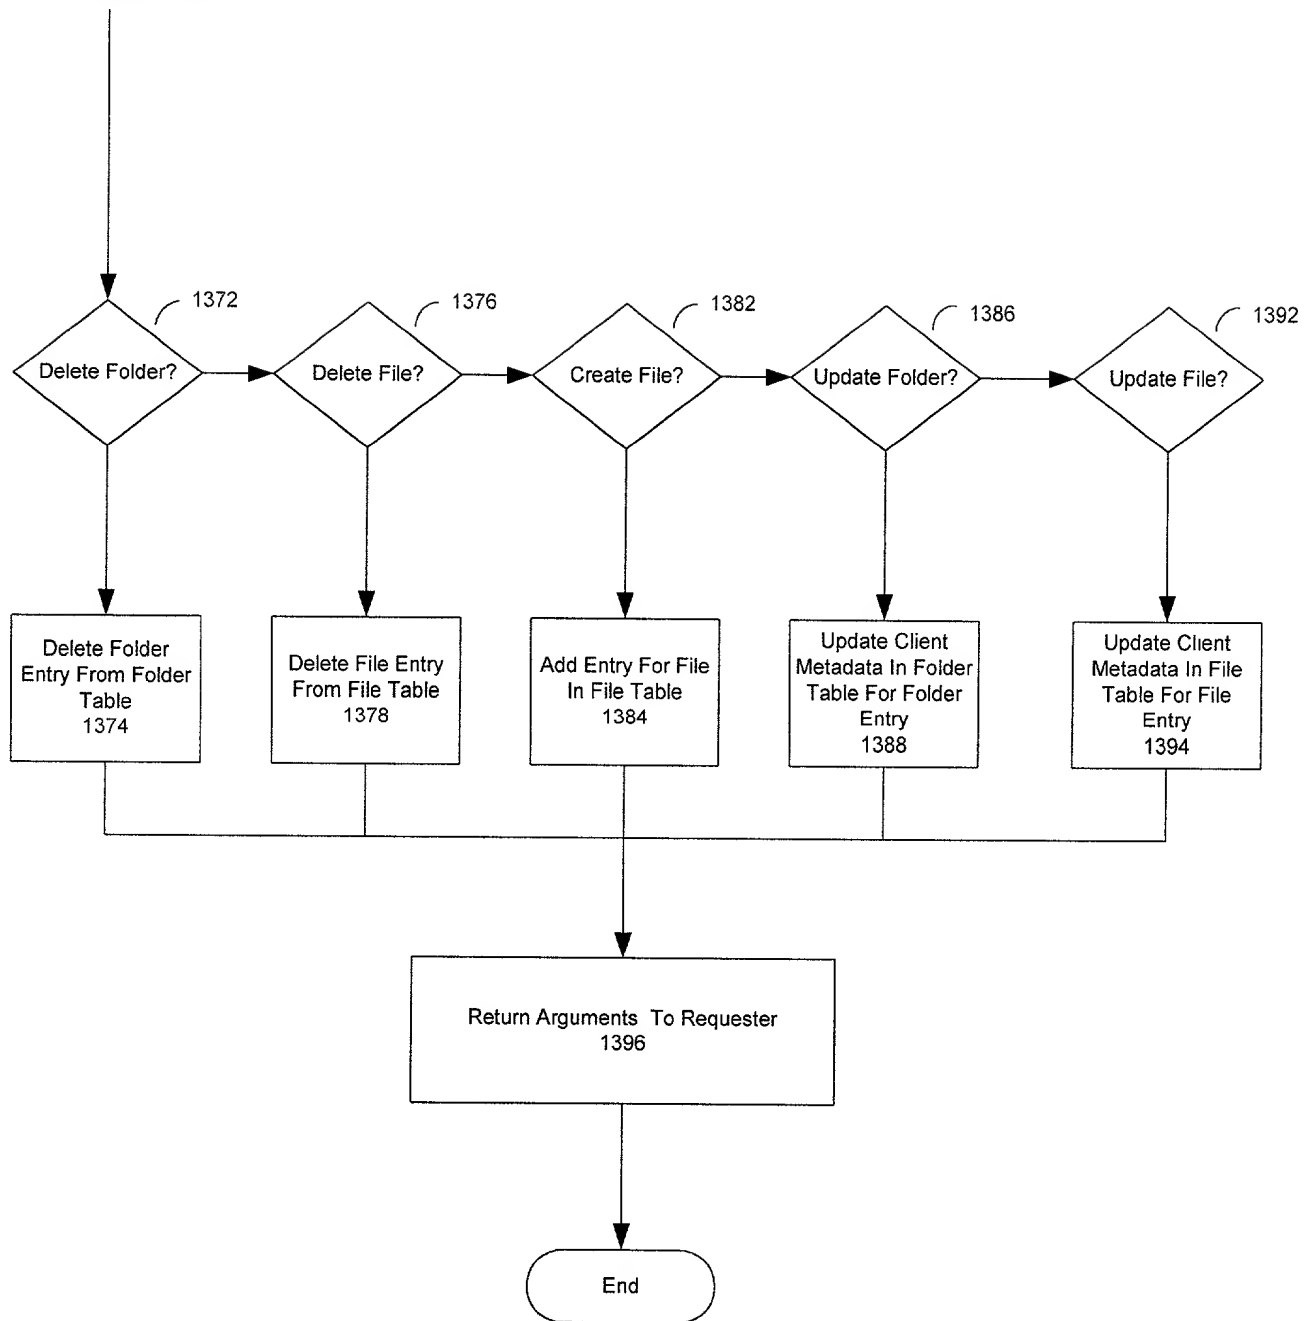 1372
1376
1382
1386
1392
Delete Folder?
Delete File?
Create File?
Update Folder?
Update File?
Delete Folder
Entry From Folder
Table
1374
Delete File Entry
From File Table
1378
Add Entry For File
In File Table
1384
Update Client
Metadata In Folder
Table For Folder
Entry
1388
Update Client
Metadata In File
Table For File
Entry
1394
Return Arguments To Requester
1396
End